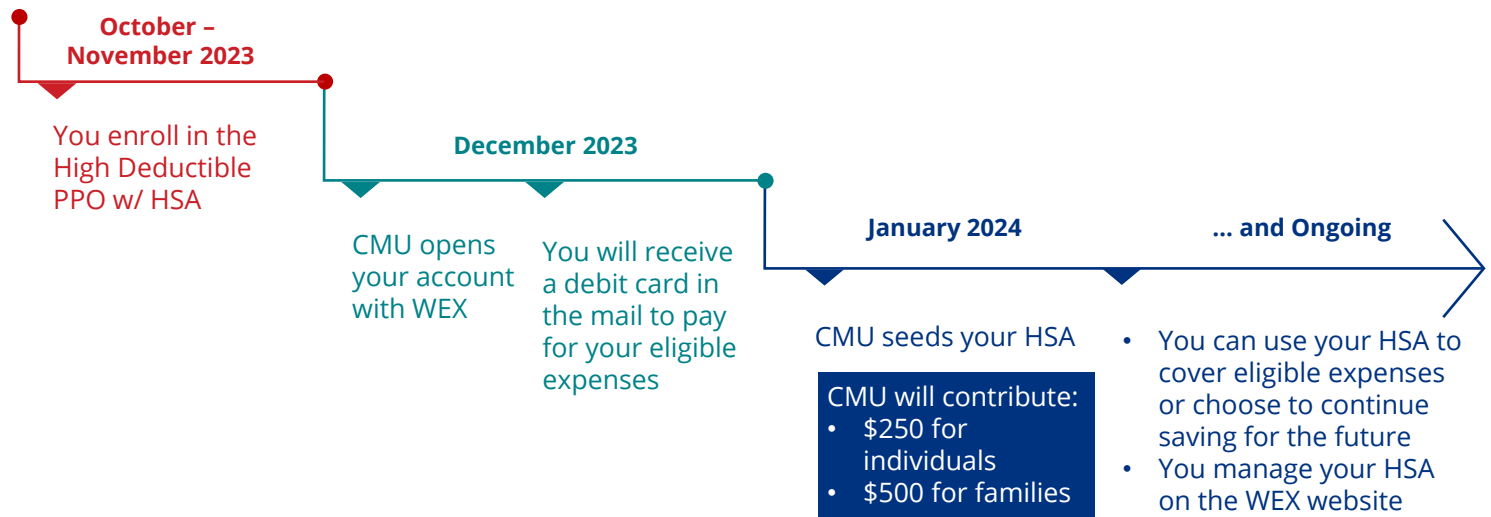 October –
November 2023
You enroll in the
High Deductible
PPO w/ HSA
December 2023
CMU opens
your account
with WEX
You will receive
a debit card in
the mail to pay
for your eligible
expenses
January 2024
CMU seeds your HSA
CMU will contribute:
• $250 for
individuals
• $500 for families
... and Ongoing
• You can use your HSA to
cover eligible expenses
or choose to continue
saving for the future
• You manage your HSA
on the WEX website